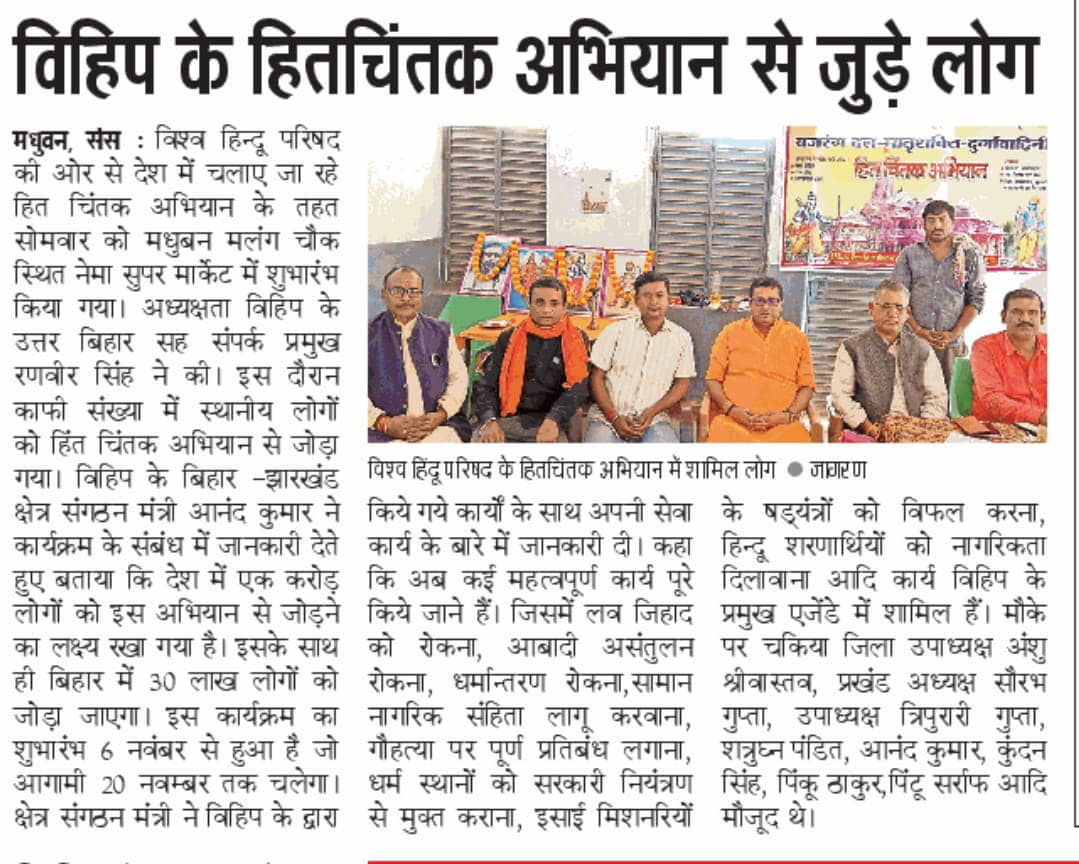 विहिप के हितचिंतक अभियान से जुड़े लोग
मधुवन, संस : विश्व हिन्दू परिषद
की ओर से देश में चलाए जा रहे
हित चिंतक अभियान के तहत
सोमवार को मधुबन मलंग चौक
स्थित नेमा सुपर मार्केट में शुभारंभ
किया गया। अध्यक्षता विहिप के
उत्तर बिहार सह संपर्क प्रमुख
रणवीर सिंह ने की। इस दौरान
काफी संख्या में स्थानीय लोगों
को हिंत चिंतक अभियान से जोड़ा
गया। विहिप के बिहार -झारखंड
क्षेत्र संगठन मंत्री आनंद कुमार ने
कार्यक्रम के संबंध में जानकारी देते
हुए बताया कि देश में एक करोड़
लोगों को इस अभियान से जोड़ने
का लक्ष्य रखा गया है। इसके साथ
ही बिहार में 30 लाख लोगों को
जोड़ा जाएगा। इस कार्यक्रम का
शुभारंभ 6 नवंबर से हुआ है जो
आगामी 20 नवम्बर तक चलेगा।
क्षेत्र संगठन मंत्री ने विहिप के द्वारा
बजरंग दल-मातृशक्ति-दुर्गावाहिनी
हित चिंतक अभियान
विश्व हिंदू परिषद के हितचिंतक अभियान में शामिल लोग ● जागरण
किये गये कार्यों के साथ अपनी सेवा
कार्य के बारे में जानकारी दी। कहा
कि अब कई महत्वपूर्ण कार्य पूरे
किये जाने हैं। जिसमें लव जिहाद
को रोकना, आबादी असंतुलन
रोकना, धर्मान्तरण रोकना,सामान
नागरिक संहिता लागू करवाना,
गौहत्या पर पूर्ण प्रतिबंध लगाना,
धर्म स्थानों को सरकारी नियंत्रण
से मुक्त कराना, इसाई मिशनरियों
के षड्यंत्रों को विफल करना,
हिन्दू शरणार्थियों को नागरिकता
दिलावाना आदि कार्य विहिप के
प्रमुख एजेंडे में शामिल हैं। मौके
पर चकिया जिला उपाध्यक्ष अंशु
श्रीवास्तव, प्रखंड अध्यक्ष सौरभ
गुप्ता, उपाध्यक्ष त्रिपुरारी गुप्ता,
शत्रुघ्न पंडित, आनंद कुमार, कुंदन
सिंह, पिंकू ठाकुर,पिंटू सर्राफ आदि
मौजूद थे।